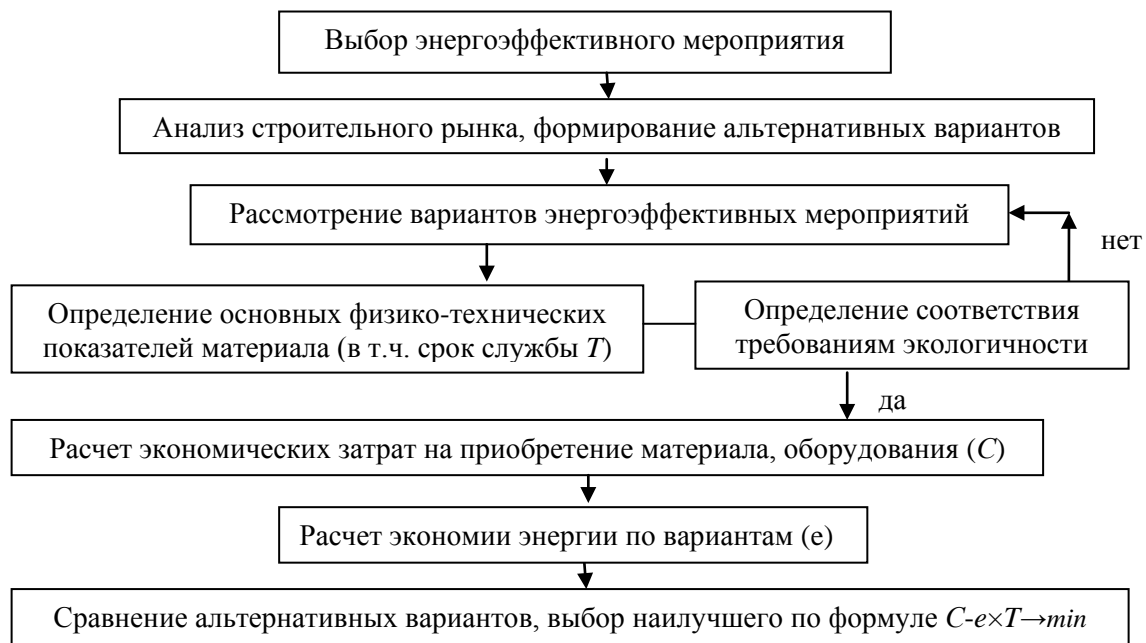 Выбор энергоэффективного мероприятия
Анализ строительного рынка, формирование альтернативных вариантов
Рассмотрение вариантов энергоэффективных мероприятий
нет
Определение основных физико-технических
показателей материала (в т.ч. срок службы T)
Определение соответствия
требованиям экологичности
да
Расчет экономических затрат на приобретение материала, оборудования (C)
Расчет экономии энергии по вариантам (е)
Сравнение альтернативных вариантов, выбор наилучшего по формуле C-e×T→min